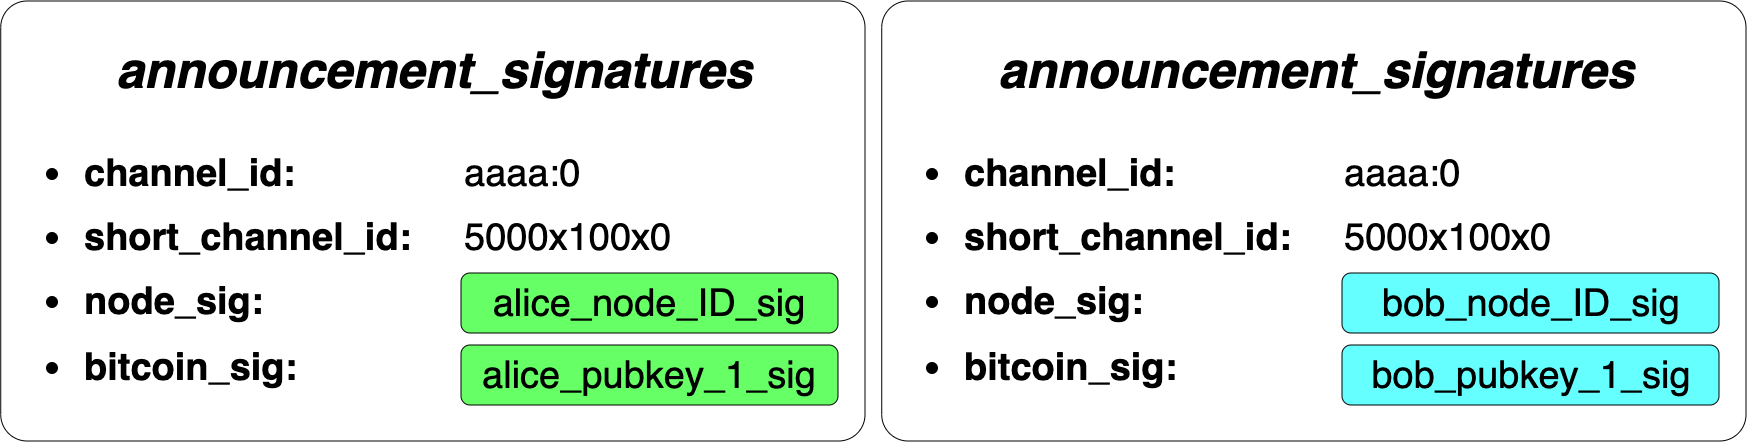 announcement_signatures
• channel_id: aaaa:0
• short_channel_id: 5000x100x0
• node_sig: alice_node_ID_sig
• bitcoin_sig: alice_pubkey_1_sig
announcement_signatures
• channel_id: aaaa:0
• short_channel_id: 5000x100x0
• node_sig: bob_node_ID_sig
• bitcoin_sig: bob_pubkey_1_sig